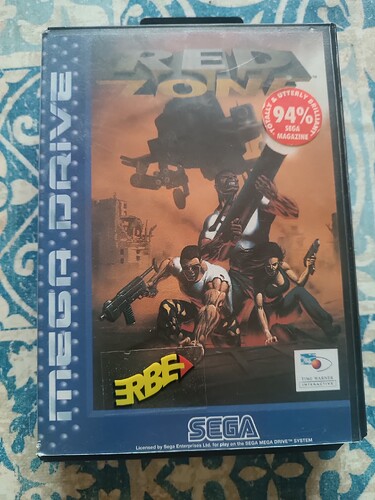 RED
ZONE
MEGA DRIVE
TOTALLY & UTTERLY BRILLIANT
94%
SEGA
MAGAZINE
ERBE
TIME WARNER
INTERACTIVE
SEGA
Licensed by Sega Enterprises Ltd. for play on the SEGA MEGA DRIVE™ SYSTEM